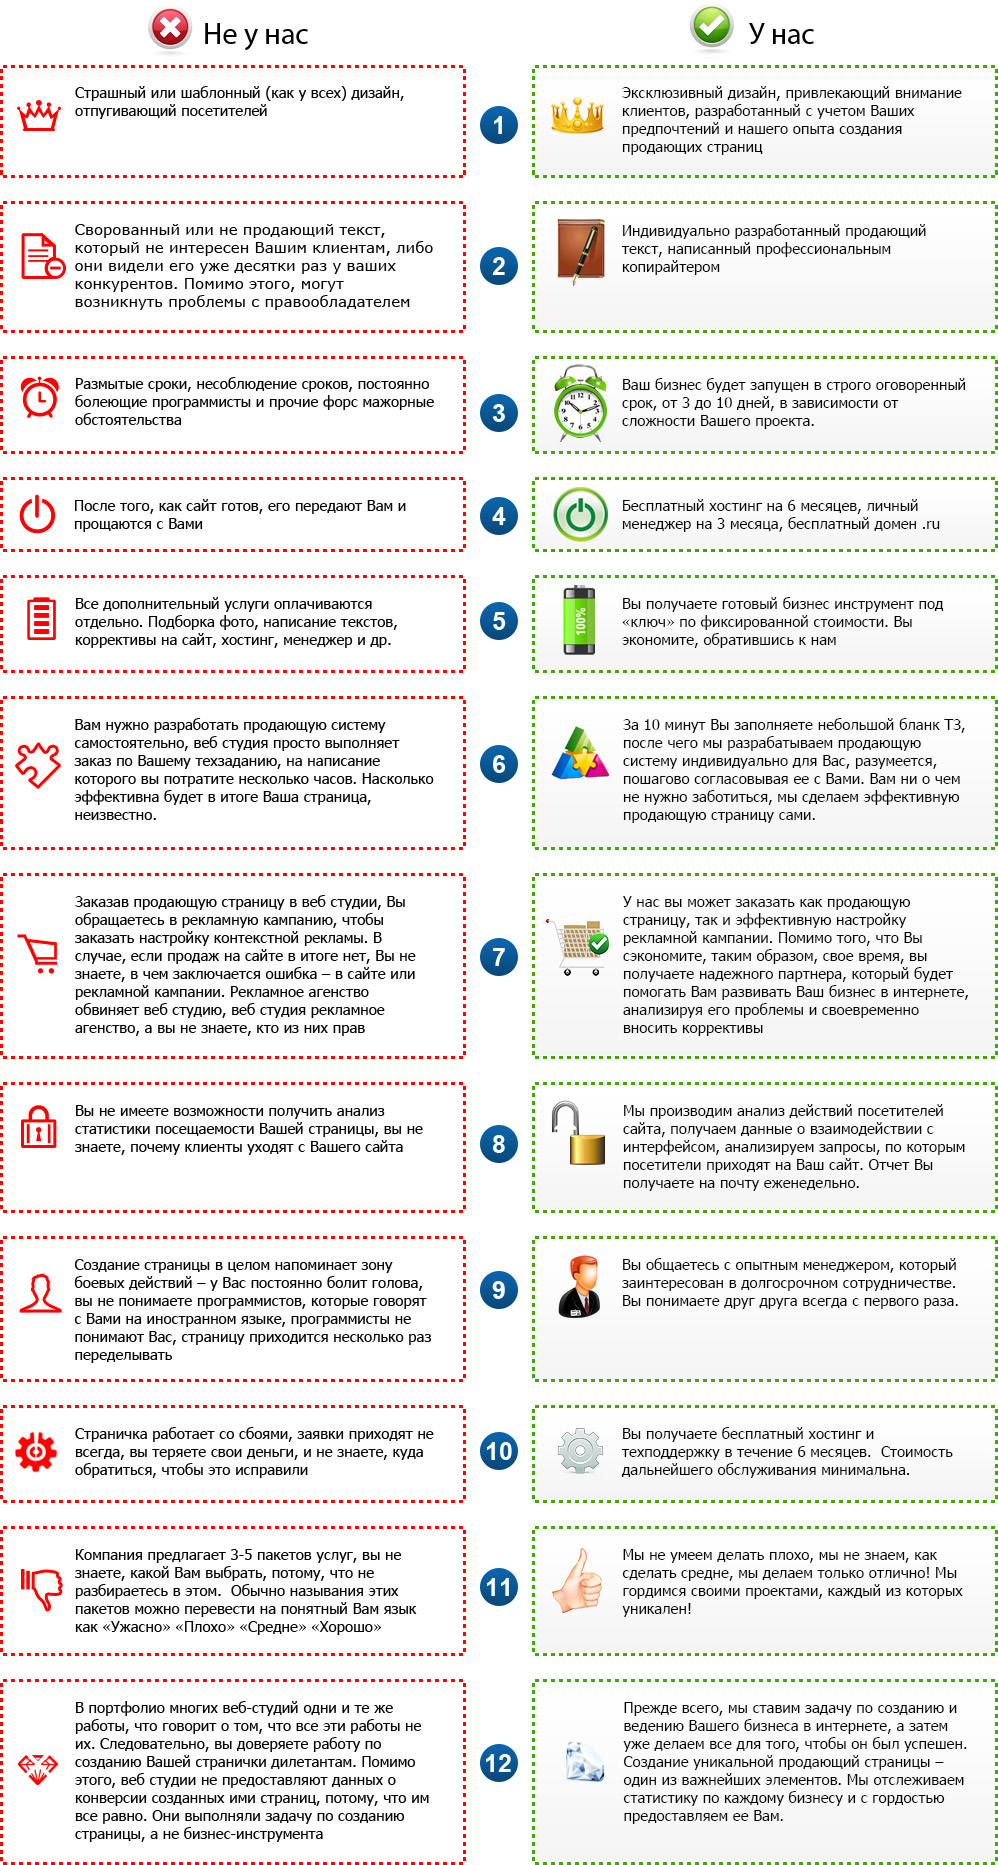 Не у нас
У нас
Страшный или шаблонный (как у всех) дизайн,
отпугивающий посетителей
1
Эксклюзивный дизайн, привлекающий внимание
клиентов, разработанный с учетом Ваших
предпочтений и нашего опыта создания
продающих страниц
Сворованный или не продающий текст,
который не интересен Вашим клиентам, либо
они видели его уже десятки раз у ваших
конкурентов. Помимо этого, могут
возникнуть проблемы с правообладателем
2
Индивидуально разработанный продающий
текст, написанный профессиональным
копирайтером
Размытые сроки, несоблюдение сроков, постоянно
болеющие программисты и прочие форс мажорные
обстоятельства
3
Ваш бизнес будет запущен в строго оговоренный
срок, от 3 до 10 дней, в зависимости от
сложности Вашего проекта.
После того, как сайт готов, его передают Вам и
прощаются с Вами
4
Бесплатный хостинг на 6 месяцев, личный
менеджер на 3 месяца, бесплатный домен .ru
Все дополнительный услуги оплачиваются
отдельно. Подборка фото, написание текстов,
коррективы на сайт, хостинг, менеджер и др.
5
100%
Вы получаете готовый бизнес инструмент под
«ключ» по фиксированной стоимости. Вы
экономите, обратившись к нам
Вам нужно разработать продающую систему
самостоятельно, веб студия просто выполняет
заказ по Вашему техзаданию, на написание
которого вы потратите несколько часов. Насколько
эффективна будет в итоге Ваша страница,
неизвестно.
6
За 10 минут Вы заполняете небольшой бланк ТЗ,
после чего мы разрабатываем продающую
систему индивидуально для Вас, разумеется,
пошагово согласовывая ее с Вами. Вам ни о чем
не нужно заботиться, мы сделаем эффективную
продающую страницу сами.
Заказав продающую страницу в веб студии, Вы
обращаетесь в рекламную кампанию, чтобы
заказать настройку контекстной рекламы. В
случае, если продаж на сайте в итоге нет, Вы не
знаете, в чем заключается ошибка – в сайте или
рекламной кампании. Рекламное агенство
обвиняет веб студию, веб студия рекламное
агенство, а вы не знаете, кто из них прав
7
У нас вы может заказать как продающую
страницу, так и эффективную настройку
рекламной кампании. Помимо того, что Вы
сэкономите, таким образом, свое время, вы
получаете надежного партнера, который будет
помогать Вам развивать Ваш бизнес в интернете,
анализируя его проблемы и своевременно
вносить коррективы
Вы не имеете возможности получить анализ
статистики посещаемости Вашей страницы, вы не
знаете, почему клиенты уходят с Вашего сайта
8
Мы производим анализ действий посетителей
сайта, получаем данные о взаимодействии с
интерфейсом, анализируем запросы, по которым
посетители приходят на Ваш сайт. Отчет Вы
получаете на почту еженедельно.
Создание страницы в целом напоминает зону
боевых действий – у Вас постоянно болит голова,
вы не понимаете программистов, которые говорят
с Вами на иностранном языке, программисты не
понимают Вас, страницу приходится несколько раз
переделывать
9
Вы общаетесь с опытным менеджером, который
заинтересован в долгосрочном сотрудничестве.
Вы понимаете друг друга всегда с первого раза.
Страничка работает со сбоями, заявки приходят не
всегда, вы теряете свои деньги, и не знаете, куда
обратиться, чтобы это исправили
10
Вы получаете бесплатный хостинг и
техподдержку в течение 6 месяцев. Стоимость
дальнейшего обслуживания минимальна.
Компания предлагает 3-5 пакетов услуг, вы не
знаете, какой Вам выбрать, потому, что не
разбираетесь в этом. Обычно называния этих
пакетов можно перевести на понятный Вам язык
как «Ужасно» «Плохо» «Средне» «Хорошо»
11
Мы не умеем делать плохо, мы не знаем, как
сделать средне, мы делаем только отлично! Мы
гордимся своими проектами, каждый из которых
уникален!
В портфолио многих веб-студий одни и те же
работы, что говорит о том, что все эти работы не
их. Следовательно, вы доверяете работу по
созданию Вашей странички дилетантам. Помимо
этого, веб студии не предоставляют данных о
конверсии созданных ими страниц, потому, что им
все равно. Они выполняли задачу по созданию
страницы, а не бизнес-инструмента
12
Прежде всего, мы ставим задачу по созданию и
ведению Вашего бизнеса в интернете, а затем
уже делаем все для того, чтобы он был успешен.
Создание уникальной продающий страницы –
один из важнейших элементов. Мы отслеживаем
статистику по каждому бизнесу и с гордостью
предоставляем ее Вам.